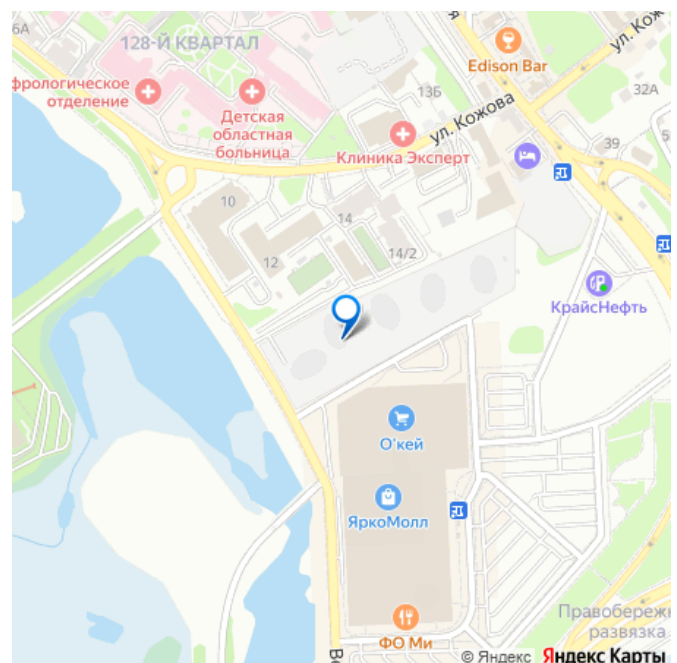 6А
128-Й КВАРТАЛ
фрологическое
отделение
Детская
областная
больница
13Б
Клиника Эксперт
ул. Кожова
Edison Bar
ул. Кож
я
32А
39
5
10
12
14
14/2
КрайсНефть
О'кей
ЯркоМолл
ФО Ми
Правобереж
развязка
© Яндекс Яндекс Карты